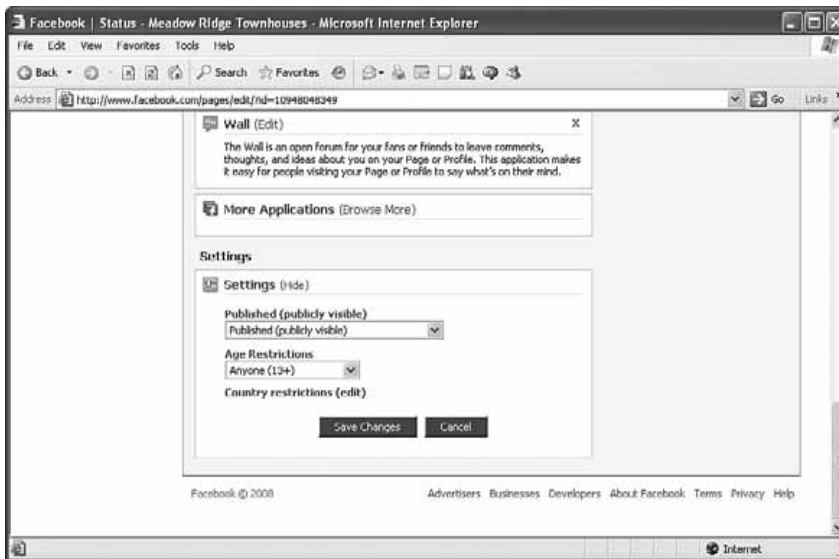 Facebook | Status - Meadow Ridge Townhouses - Microsoft Internet Explorer
File Edit View Favorites Tools Help
Back Search Favorites
Address http://www.facebook.com/pages/edit/?id=10948048349 Go Links
Wall (Edit) X
The Wall is an open forum for your fans or friends to leave comments,
thoughts, and ideas about you on your Page or Profile. This application makes
it easy for people visiting your Page or Profile to say what's on their mind.
More Applications (Browse More)
Settings
Settings (Hide)
Published (publicly visible)
Published (publicly visible)
Age Restrictions
Anyone (13+)
Country restrictions (edit)
Save Changes Cancel
Facebook © 2008 Advertisers Businesses Developers About Facebook Terms Privacy Help
Internet